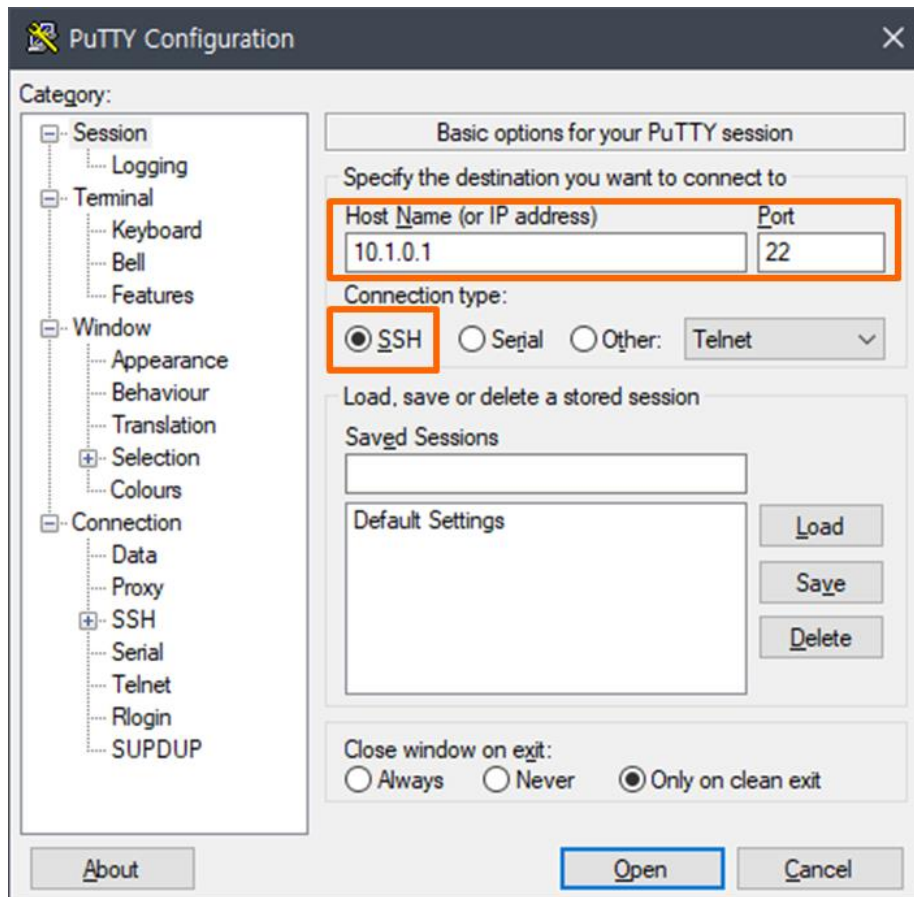 PuTTY Configuration
Category:
Session
Logging
Terminal
Keyboard
Bell
Features
Window
Appearance
Behaviour
Translation
Selection
Colours
Connection
Data
Proxy
SSH
Serial
Telnet
Rlogin
SUPDUP
Basic options for your PuTTY session
Specify the destination you want to connect to
Host Name (or IP address) Port
10.1.0.1 22
Connection type:
SSH Serial Other: Telnet
Load, save or delete a stored session
Saved Sessions
Default Settings
Load
Save
Delete
Close window on exit:
Always Never Only on clean exit
About Open Cancel